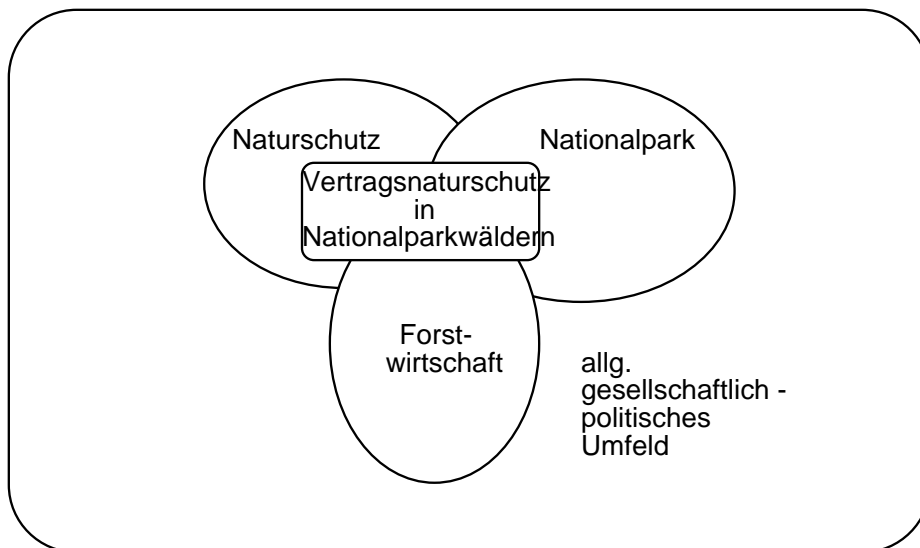 Naturschutz
Nationalpark
Vertragsnaturschutz
in
Nationalparkwäldern
Forst-
wirtschaft
allg.
gesellschaftlich -
politisches
Umfeld